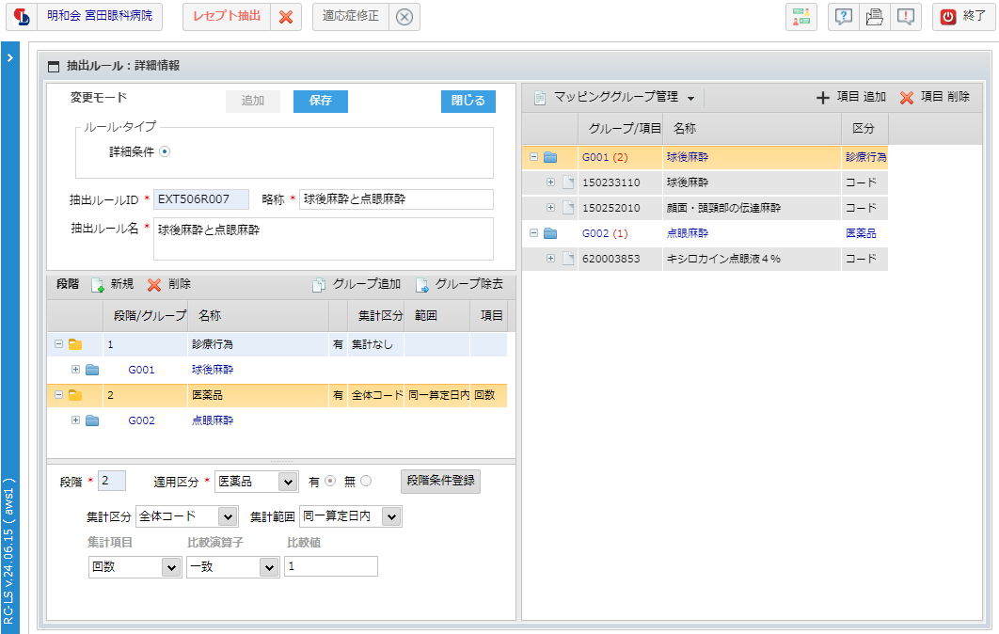 明和会 宮田眼科病院 レセプト抽出 適応症修正 終了
抽出ルール：詳細情報
変更モード 追加 保存 閉じる
ルール・タイプ
詳細条件
抽出ルールID * EXT506R007 略称 * 球後麻酔と点眼麻酔
抽出ルール名 * 球後麻酔と点眼麻酔
段階 新規 削除 グループ追加 グループ除去
段階/グループ 名称 集計区分 範囲 項目
1 診療行為 有 集計なし
G001 球後麻酔
2 医薬品 有 全体コード 同一算定日内 回数
G002 点眼麻酔
段階 * 2 適用区分 * 医薬品 有 無 段階条件登録
集計区分 全体コード 集計範囲 同一算定日内
集計項目 比較演算子 比較値
回数 一致 1
マッピンググループ管理 項目 追加 項目 削除
グループ/項目 名称 区分
G001 (2) 球後麻酔 診療行為
150233110 球後麻酔 コード
150252010 顔面・頭頸部の伝達麻酔 コード
G002 (1) 点眼麻酔 医薬品
620003853 キシロカイン点眼液４％ コード
RC-LS v.24.06.15 ( aws1 )